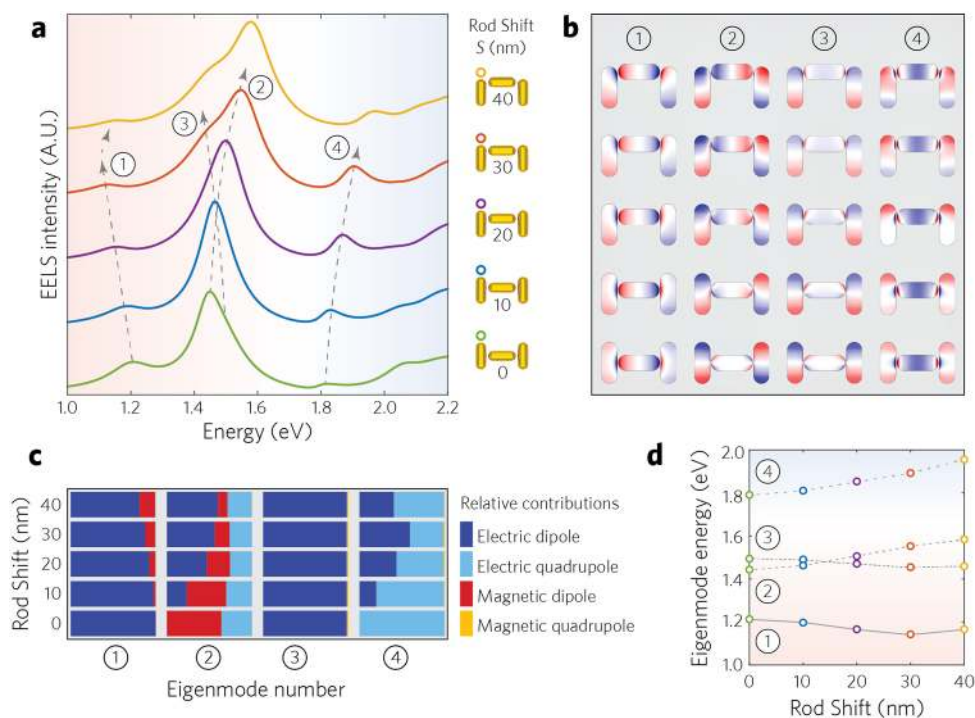 a
EELS intensity (A.U.)
1
2
3
4
1.0 1.2 1.4 1.6 1.8 2.0 2.2
Energy (eV)
Rod Shift
S (nm)
40
30
20
10
0
b
1 2 3 4
c
Rod Shift (nm)
40
30
20
10
0
1 2 3 4
Eigenmode number
Relative contributions
Electric dipole
Electric quadrupole
Magnetic dipole
Magnetic quadrupole
d
Eigenmode energy (eV)
2.0
1.8
1.6
1.4
1.2
1.0
4
3
2
1
0 10 20 30 40
Rod Shift (nm)